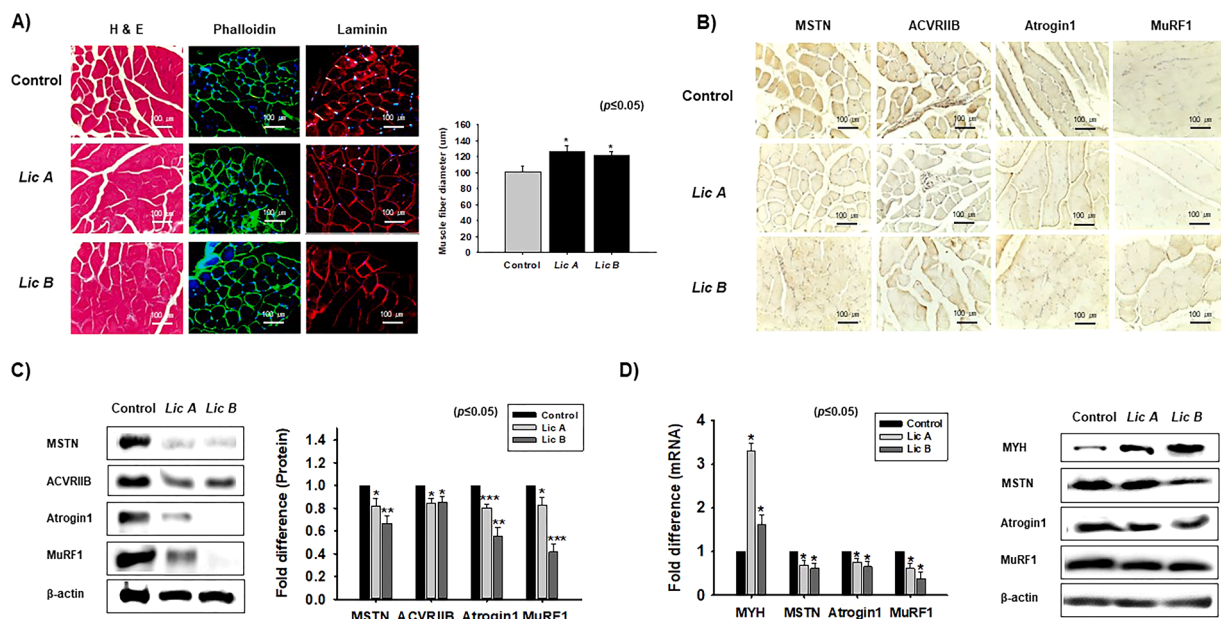 A)
H & E Phalloidin Laminin
Control
100 ㎛ 100 ㎛ 100 ㎛
Lic A
100 ㎛ 100 ㎛ 100 ㎛
Lic B
100 ㎛ 100 ㎛ 100 ㎛
(p≤0.05)
Muscle fiber diameter (um)
160
140
120
100
80
60
40
20
0
* *
Control Lic A Lic B
B)
MSTN ACVRIIB Atrogin1 MuRF1
Control
100 ㎛ 100 ㎛ 100 ㎛ 100 ㎛
Lic A
100 ㎛ 100 ㎛ 100 ㎛ 100 ㎛
Lic B
100 ㎛ 100 ㎛ 100 ㎛ 100 ㎛
C)
Control Lic A Lic B
MSTN
ACVRIIB
Atrogin1
MuRF1
β-actin
(p≤0.05)
Control
Lic A
Lic B
Fold difference (Protein)
1.4
1.2
1.0
0.8
0.6
0.4
0.2
0.0
* ** * * *** ** * ***
MSTN ACVRIIB Atrogin1 MuRF1
D)
(p≤0.05)
Control
Lic A
Lic B
Fold difference (mRNA)
4
3
2
1
0
* * * * * * * *
MYH MSTN Atrogin1 MuRF1
Control Lic A Lic B
MYH
MSTN
Atrogin1
MuRF1
β-actin